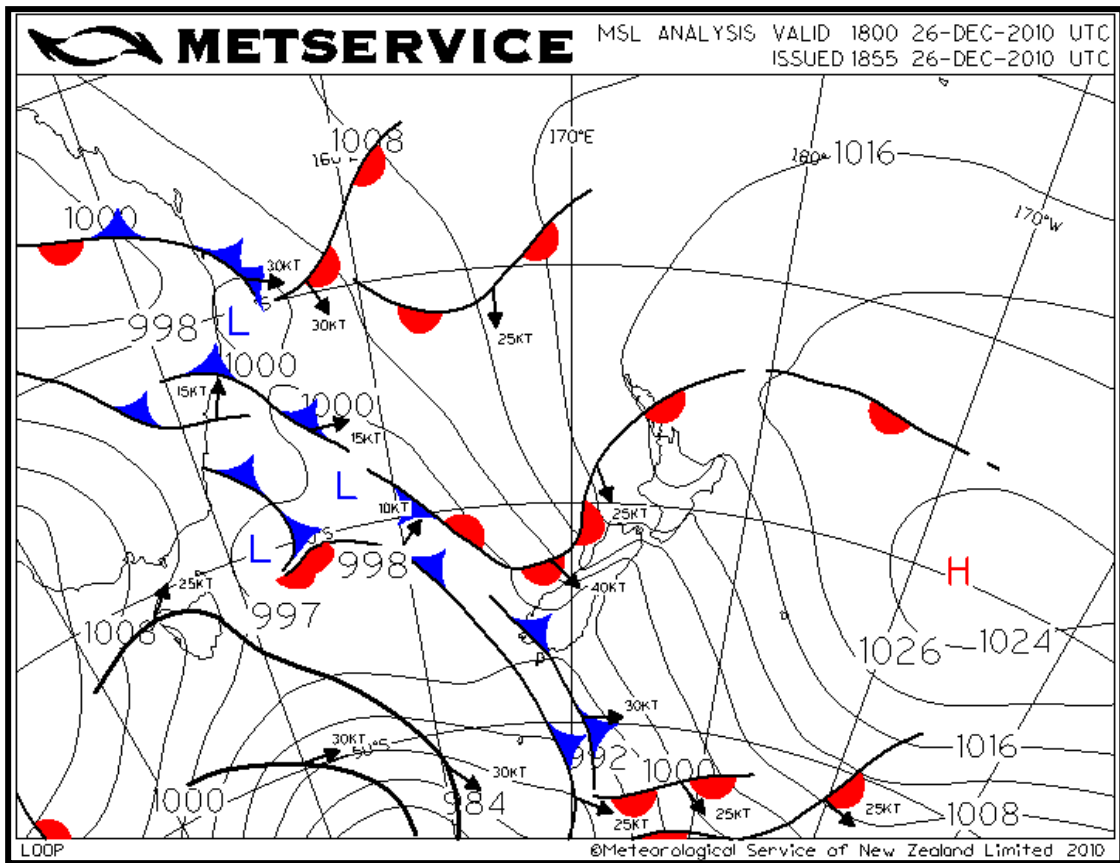 METSERVICE
MSL ANALYSIS VALID 1800 26-DEC-2010 UTC
ISSUED 1855 26-DEC-2010 UTC
1008
160°E
170°E
180°
1016
170°W
1000
30KT
30KT
25KT
998
L
1000
15KT
1000
15KT
L
10KT
25KT
L
998
25KT
40KT
H
997
1008
1026
1024
30KT
30KT
50°S
30KT
992
1000
1016
1000
984
25KT
25KT
25KT
1008
LOOP
©Meteorological Service of New Zealand Limited 2010